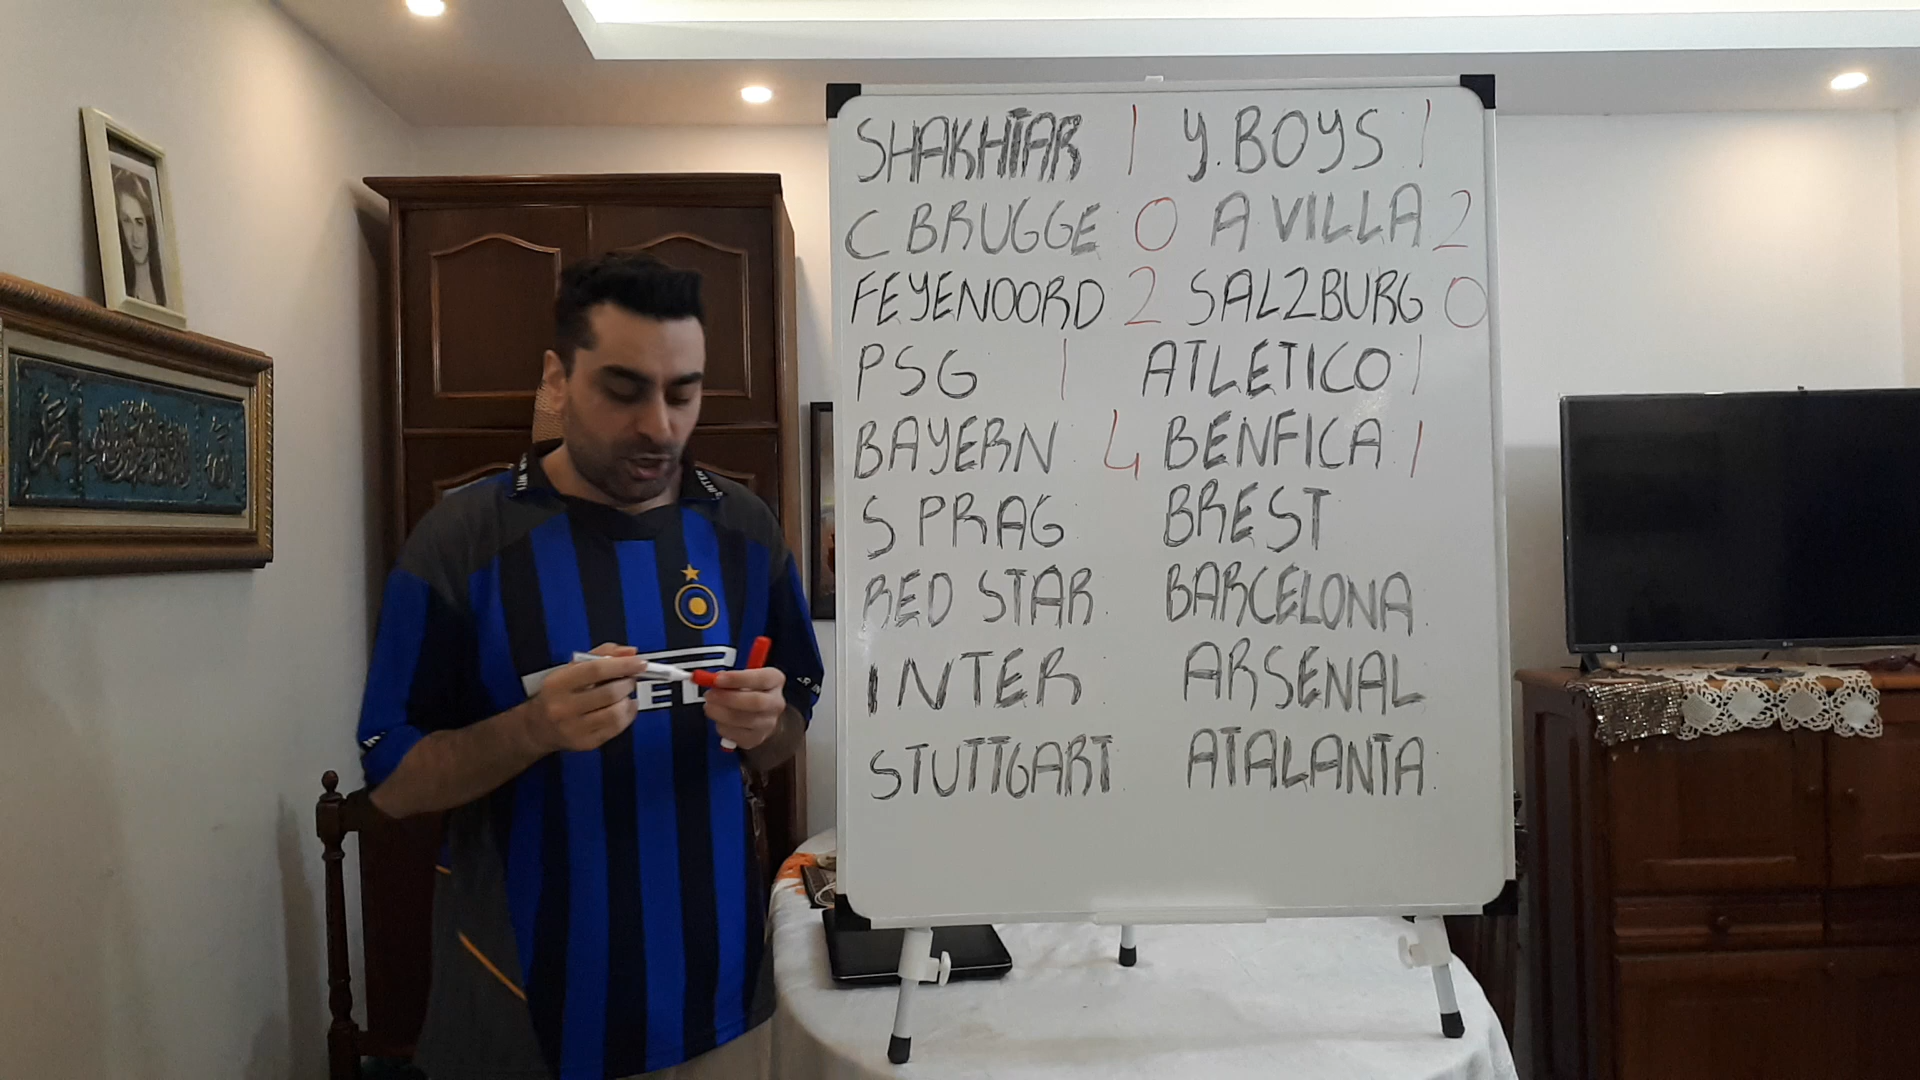 SHAKHTAR 1 Y.BOYS 1
C BRUGGE 0 A VILLA 2
FEYENOORD 2 SALZBURG 0
PSG 1 ATLETICO 1
BAYERN 4 BENFICA 1
S PRAG BREST
RED STAR BARCELONA
INTER ARSENAL
STUTTGART ATALANTA